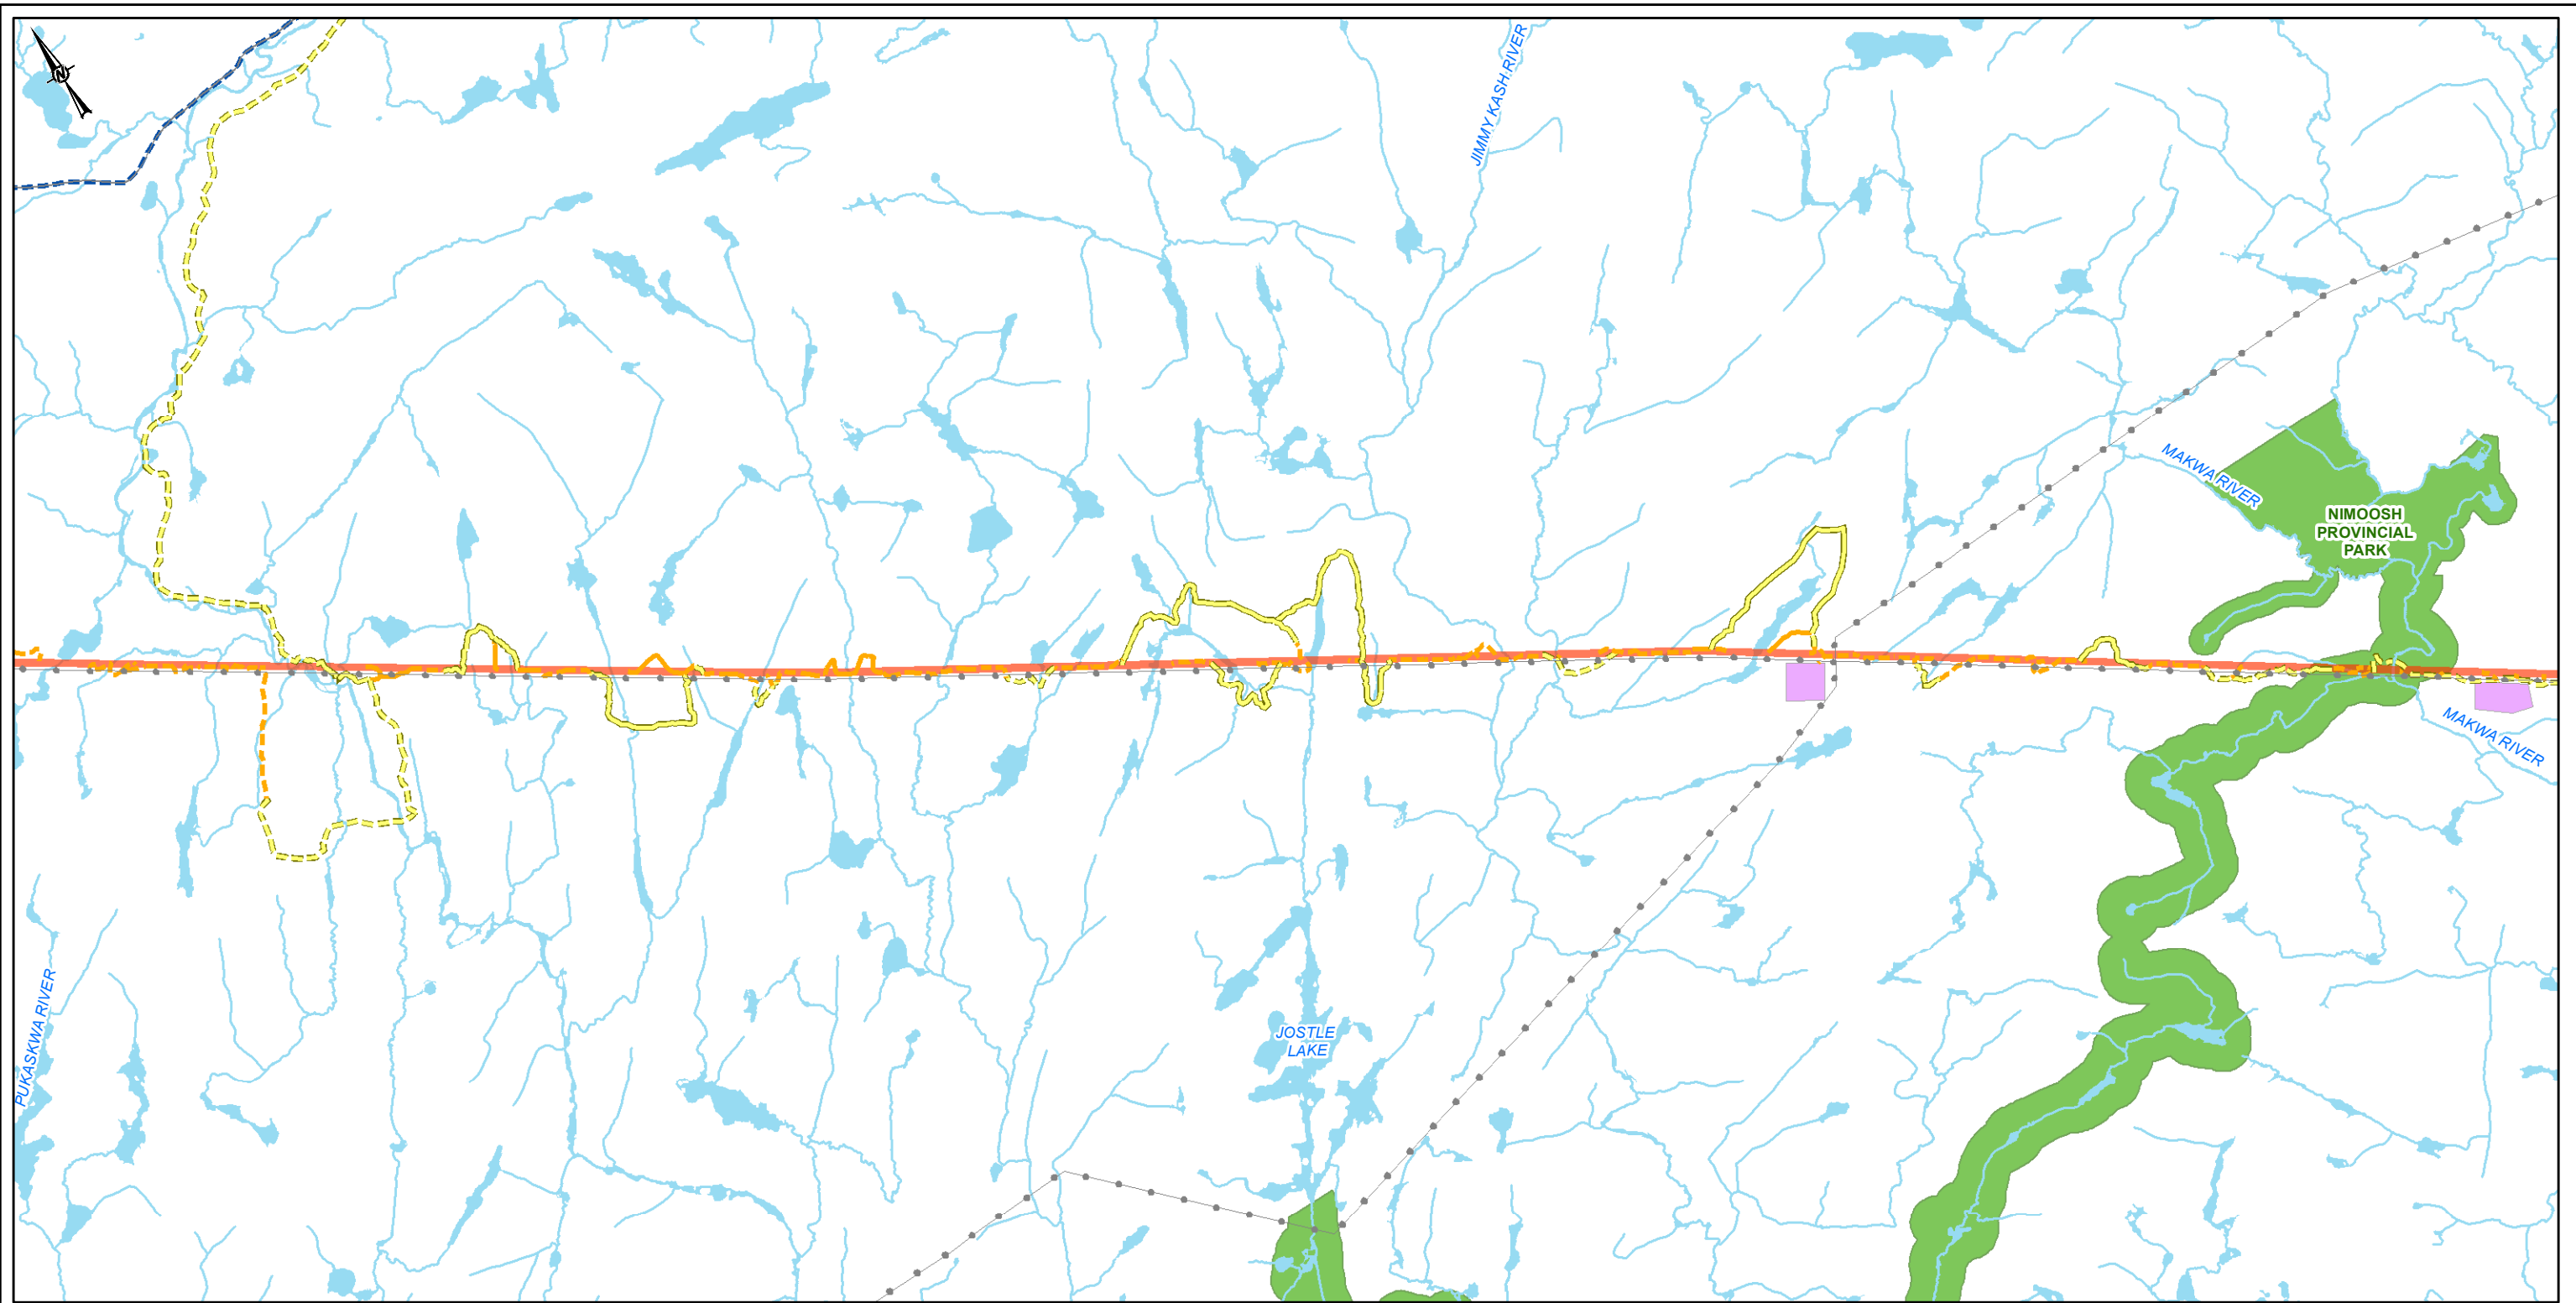 N
JIMMY KASH RIVER
MAKWA RIVER
NIMOOSH
PROVINCIAL
PARK
MAKWA RIVER
PUKASKWA RIVER
JOSTLE
LAKE